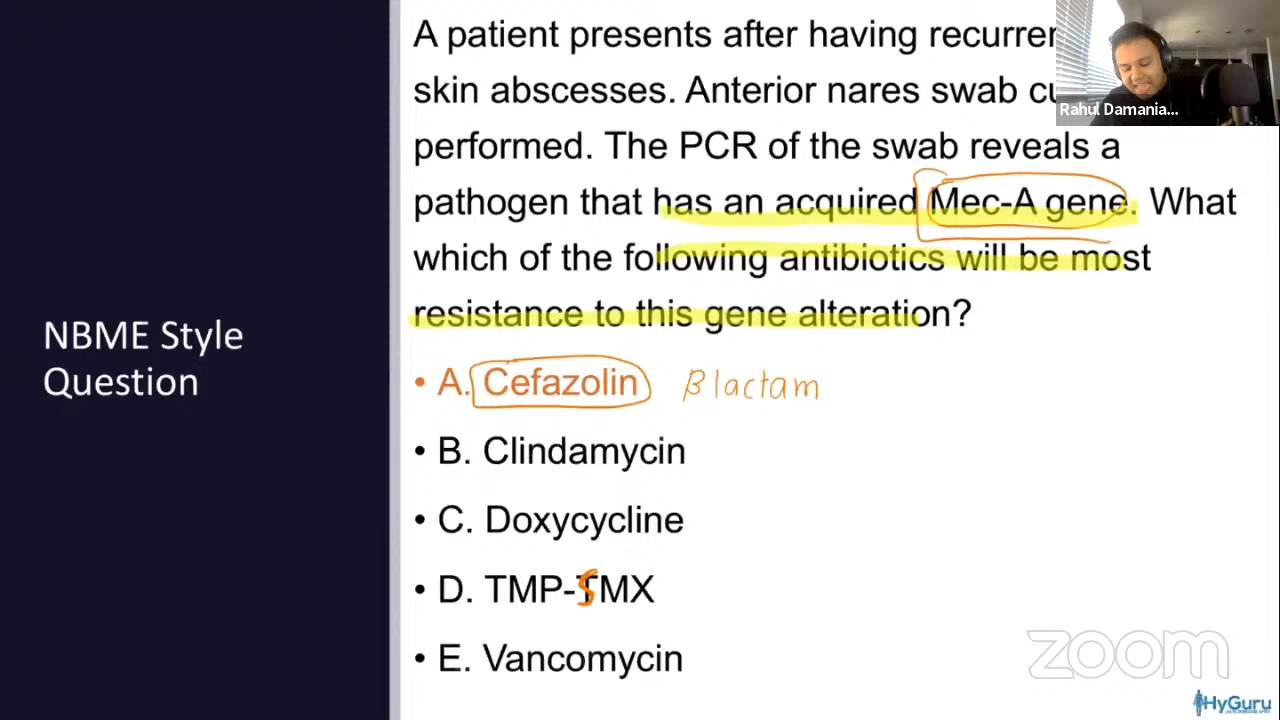 A patient presents after having recurre
skin abscesses. Anterior nares swab cu
performed. The PCR of the swab reveals a
pathogen that has an acquired Mec-A gene. What
which of the following antibiotics will be most
resistance to this gene alteration?
Rahul Damania...
NBME Style
Question
• A. Cefazolin β lactam
• B. Clindamycin
• C. Doxycycline
• D. TMP-SMX
• E. Vancomycin
zoom
HyGuru